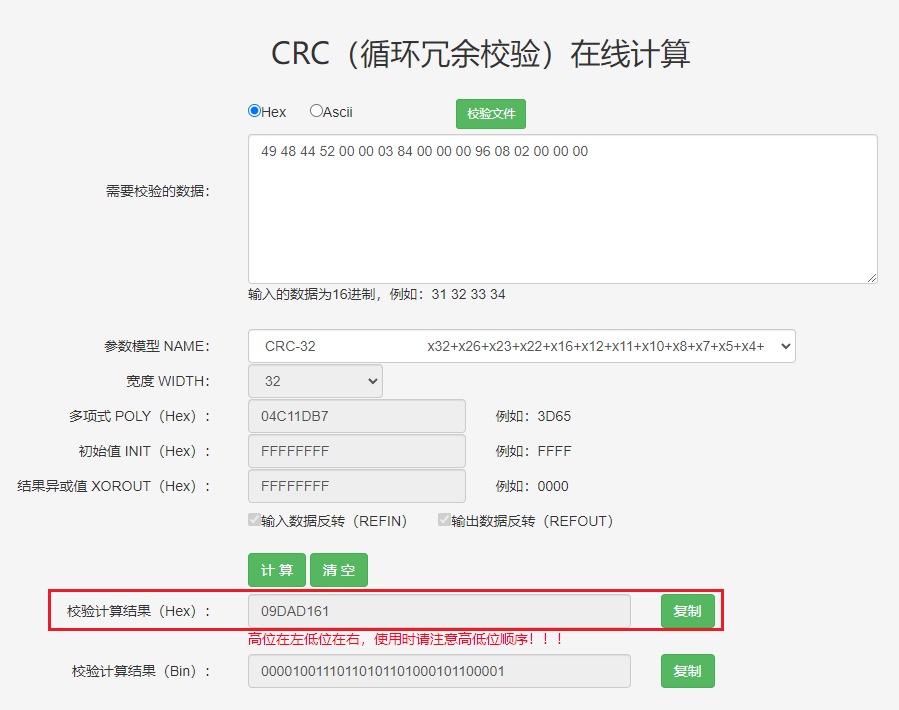 CRC（循环冗余校验）在线计算
Hex Ascii 校验文件
需要校验的数据：
49 48 44 52 00 00 03 84 00 00 00 96 08 02 00 00 00
输入的数据为16进制，例如：31 32 33 34
参数模型 NAME： CRC-32 x32+x26+x23+x22+x16+x12+x11+x10+x8+x7+x5+x4+
宽度 WIDTH： 32
多项式 POLY（Hex）： 04C11DB7 例如：3D65
初始值 INIT（Hex）： FFFFFFFF 例如：FFFF
结果异或值 XOROUT（Hex）： FFFFFFFF 例如：0000
输入数据反转（REFIN） 输出数据反转（REFOUT）
计 算 清 空
校验计算结果（Hex）： 09DAD161 复制
高位在左低位在右，使用时请注意高低位顺序！！！
校验计算结果（Bin）： 00001001110110101101000101100001 复制